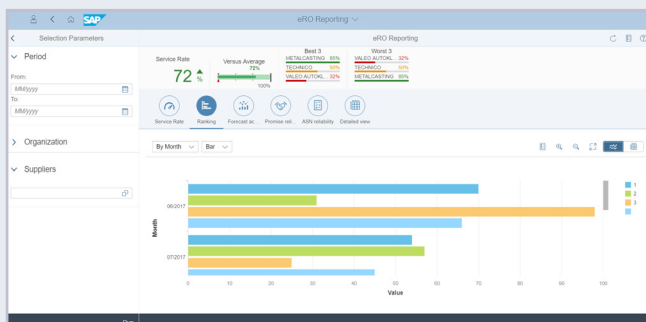 SAP
eRO Reporting
Selection Parameters
eRO Reporting
Period
From:
MM/yyyy
To:
MM/yyyy
Organization
Suppliers
Service Rate
72 %
Versus Average
72%
100%
Best 3
METALCASTING 85%
TECHNICO 50%
VALEO AUTOKL... 32%
Worst 3
VALEO AUTOKL... 32%
TECHNICO 50%
METALCASTING 85%
Service Rate
Ranking
Forecast ac...
Promise reli...
ASN reliability
Detailed view
By Month
Bar
1
2
3
Month
06/2017
07/2017
0 10 20 30 40 50 60 70 80 90 100
Value